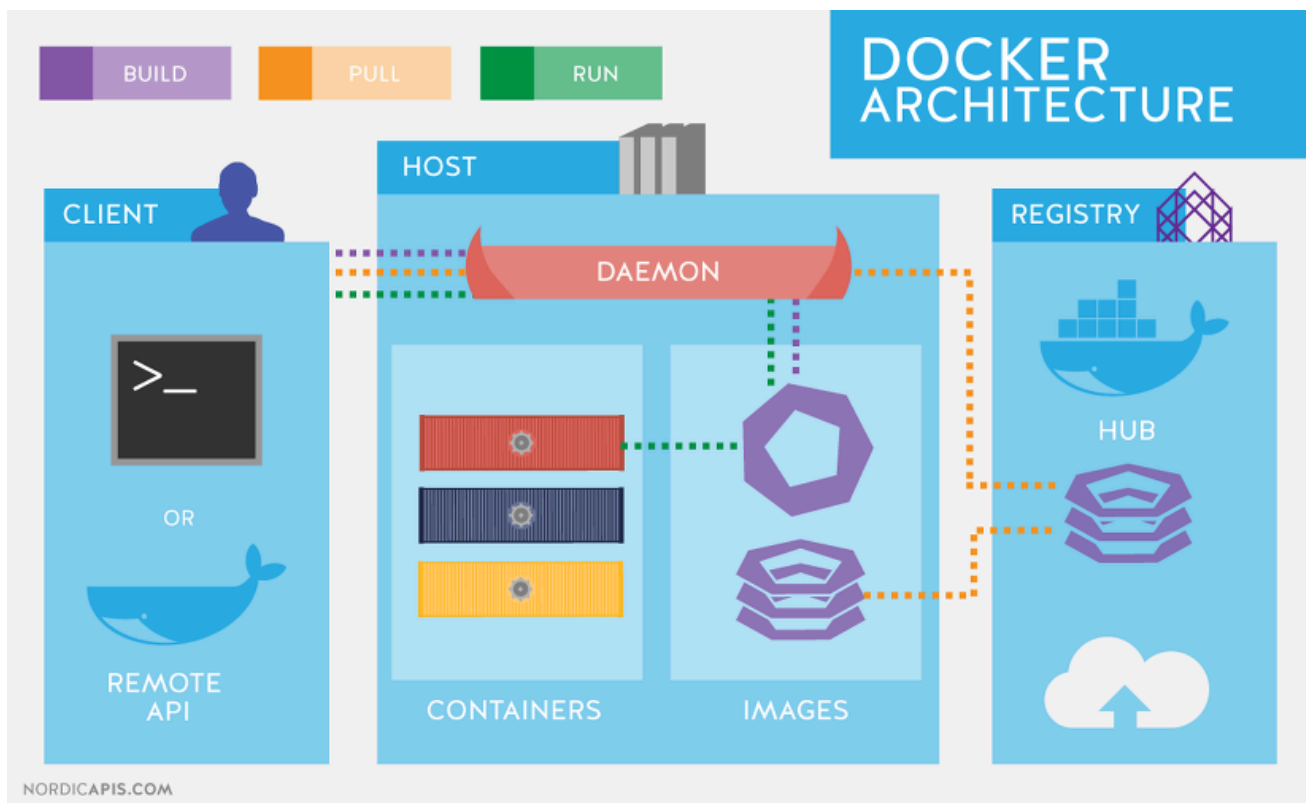 BUILD
PULL
RUN
DOCKER
ARCHITECTURE
HOST
CLIENT
REGISTRY
DAEMON
>_
HUB
OR
REMOTE
API
CONTAINERS
IMAGES
NORDICAPIS.COM